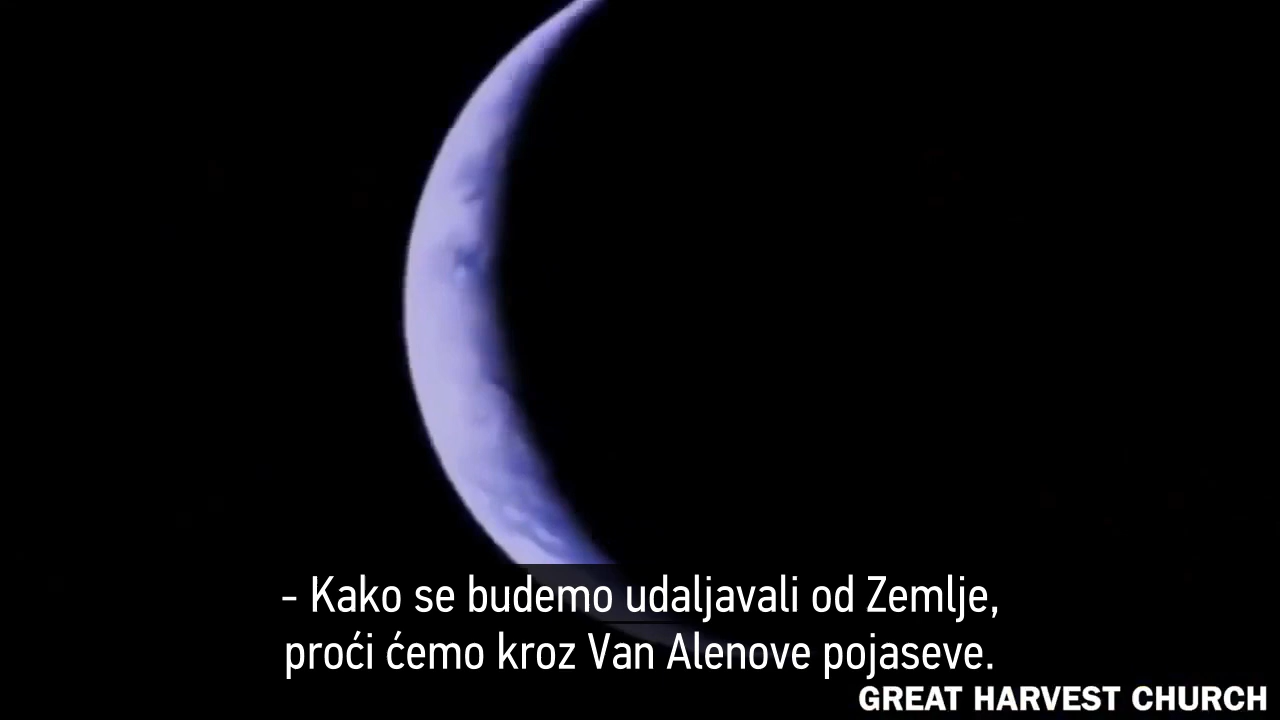 - Kako se budemo udaljavali od Zemlje,
proći ćemo kroz Van Alenove pojaseve.
GREAT HARVEST CHURCH